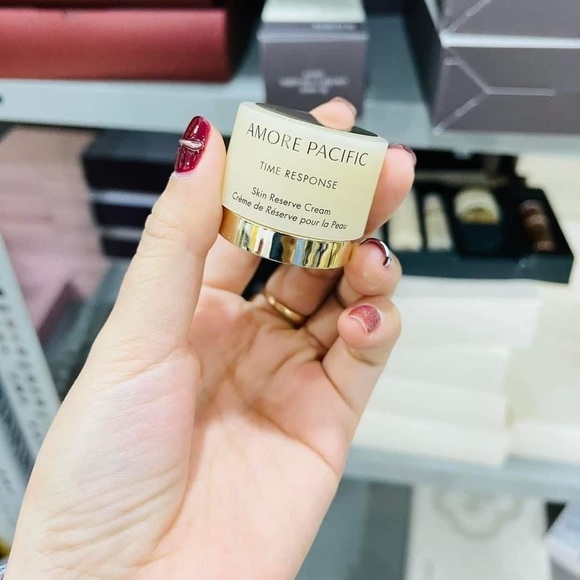 AMORE PACIFIC
TIME RESPONSE
Skin Reserve Cream
Crème de Réserve pour la Peau